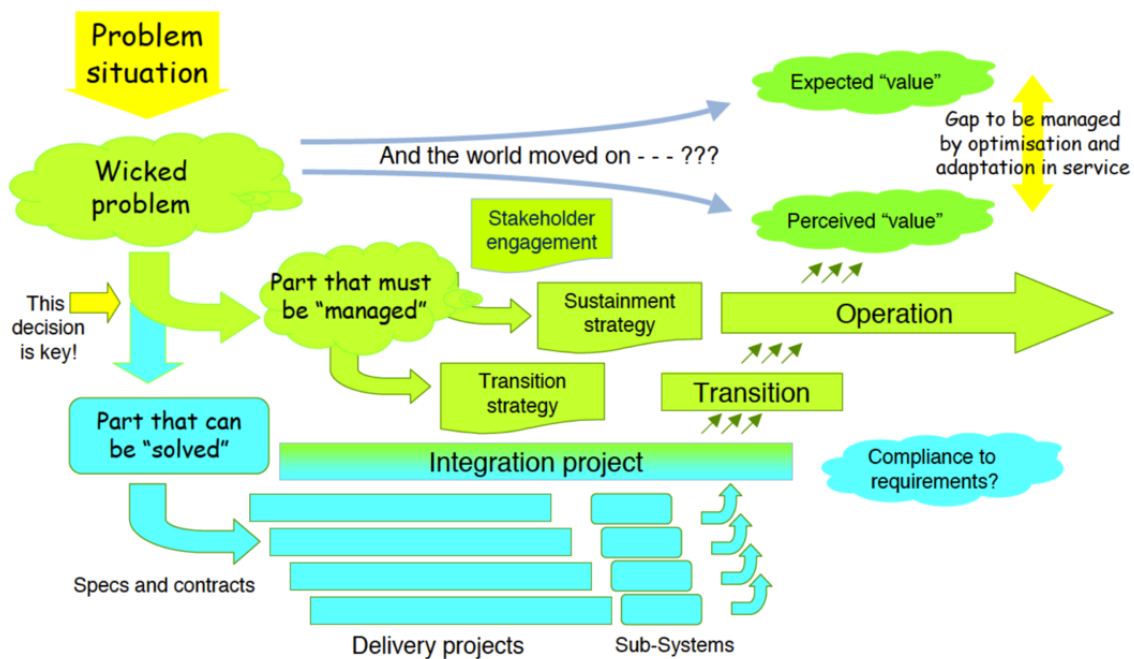 Problem
situation
Expected “value”
Gap to be managed
by optimisation and
adaptation in service
And the world moved on - - - ???
Wicked
problem
Perceived “value”
Stakeholder
engagement
Part that must
be “managed”
This
decision
is key!
Sustainment
strategy
Operation
Transition
strategy
Transition
Part that can
be “solved”
Integration project
Compliance to
requirements?
Specs and contracts
Delivery projects
Sub-Systems